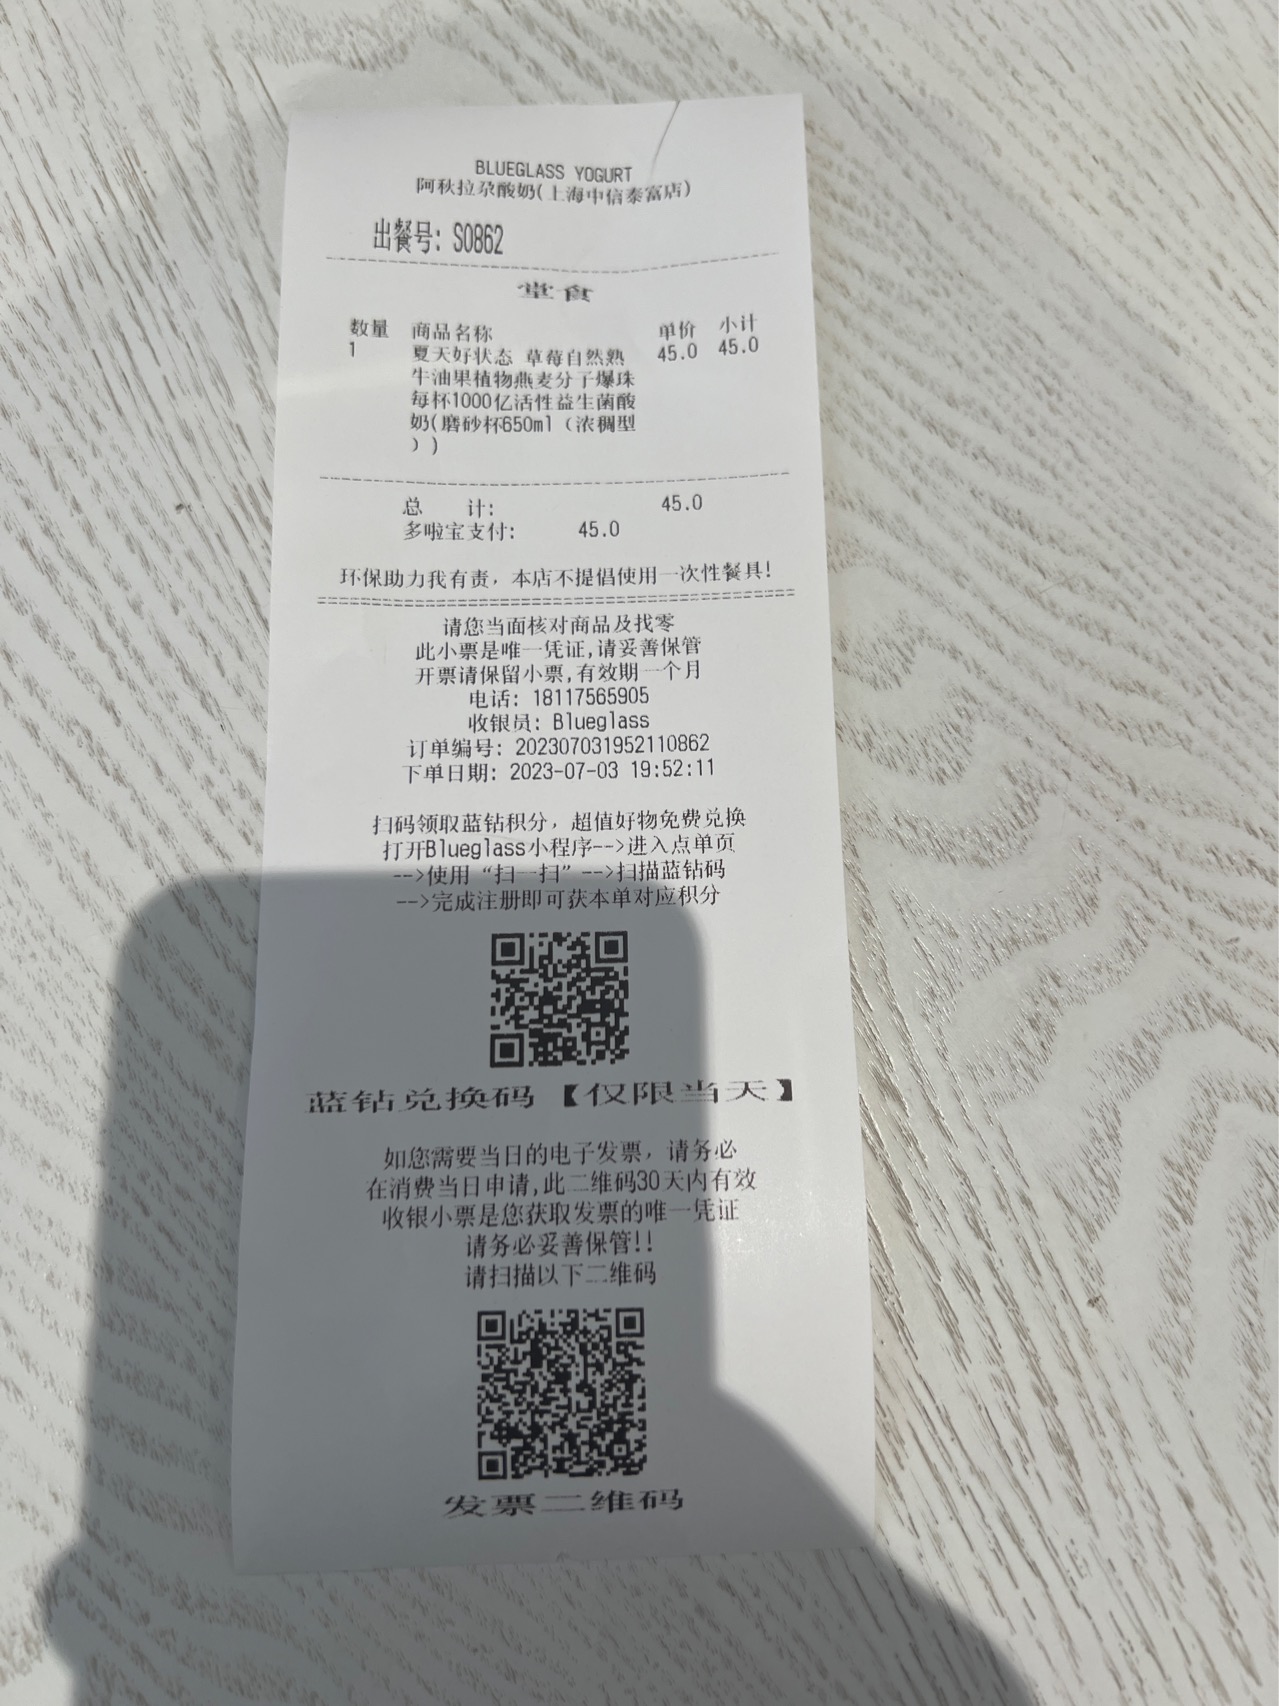 BLUEGLASS YOGURT
阿秋拉尕酸奶(上海中信泰富店)
出餐号: S0862
堂食
数量 商品名称 单价 小计
1 夏天好状态 草莓自然熟 45.0 45.0
牛油果植物燕麦分子爆珠
每杯1000亿活性益生菌酸
奶(磨砂杯650ml（浓稠型
）)
总 计: 45.0
多啦宝支付: 45.0
环保助力我有责，本店不提倡使用一次性餐具!
请您当面核对商品及找零
此小票是唯一凭证,请妥善保管
开票请保留小票,有效期一个月
电话: 18117565905
收银员: Blueglass
订单编号: 202307031952110862
下单日期: 2023-07-03 19:52:11
扫码领取蓝钻积分，超值好物免费兑换
打开Blueglass小程序-->进入点单页
-->使用“扫一扫”-->扫描蓝钻码
-->完成注册即可获本单对应积分
蓝钻兑换码【仅限当天】
如您需要当日的电子发票，请务必
在消费当日申请,此二维码30天内有效
收银小票是您获取发票的唯一凭证
请务必妥善保管!!
请扫描以下二维码
发票二维码